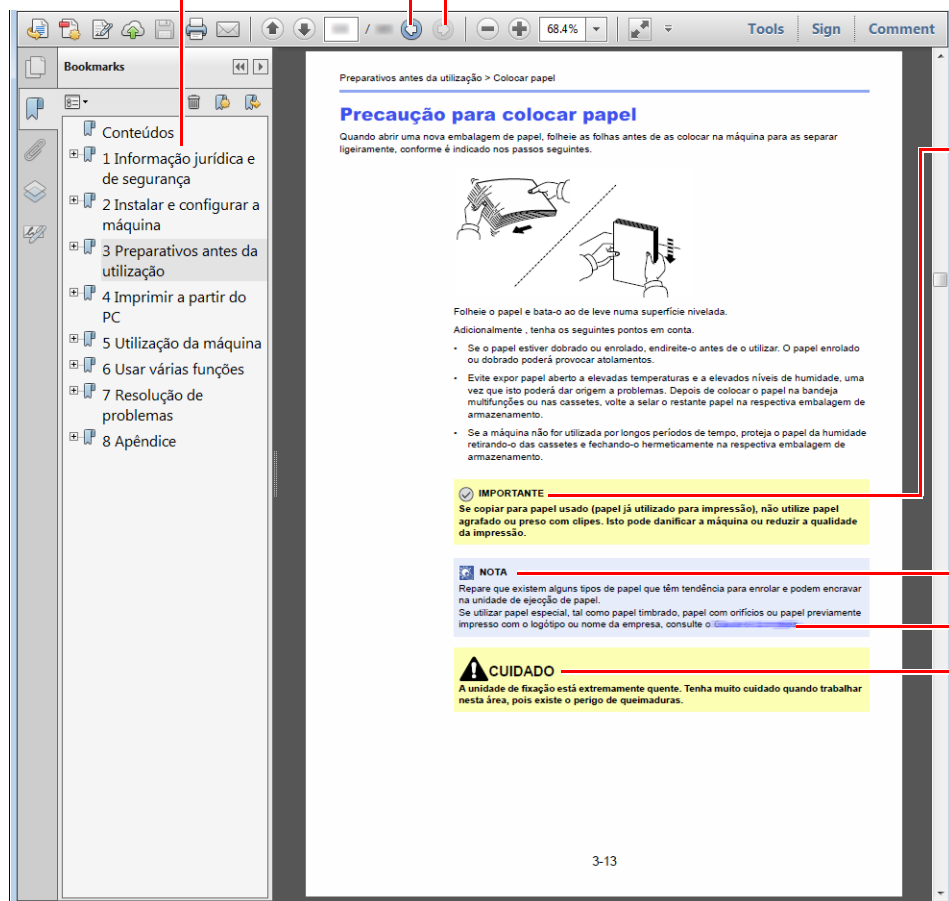 / 68.4% Tools Sign Comment
Bookmarks
Conteúdos
1 Informação jurídica e
de segurança
2 Instalar e configurar a
máquina
3 Preparativos antes da
utilização
4 Imprimir a partir do
PC
5 Utilização da máquina
6 Usar várias funções
7 Resolução de
problemas
8 Apêndice
Preparativos antes da utilização > Colocar papel
Precaução para colocar papel
Quando abrir uma nova embalagem de papel, folheie as folhas antes de as colocar na máquina para as separar
ligeiramente, conforme é indicado nos passos seguintes.
Folheie o papel e bata-o ao de leve numa superfície nivelada.
Adicionalmente , tenha os seguintes pontos em conta.
• Se o papel estiver dobrado ou enrolado, endireite-o antes de o utilizar. O papel enrolado
ou dobrado poderá provocar atolamentos.
• Evite expor papel aberto a elevadas temperaturas e a elevados níveis de humidade, uma
vez que isto poderá dar origem a problemas. Depois de colocar o papel na bandeja
multifunções ou nas cassetes, volte a selar o restante papel na respectiva embalagem de
armazenamento.
• Se a máquina não for utilizada por longos períodos de tempo, proteja o papel da humidade
retirando-o das cassetes e fechando-o hermeticamente na respectiva embalagem de
armazenamento.
IMPORTANTE
Se copiar para papel usado (papel já utilizado para impressão), não utilize papel
agrafado ou preso com clipes. Isto pode danificar a máquina ou reduzir a qualidade
da impressão.
NOTA
Repare que existem alguns tipos de papel que têm tendência para enrolar e podem encravar
na unidade de ejecção de papel.
Se utilizar papel especial, tal como papel timbrado, papel com orifícios ou papel previamente
impresso com o logótipo ou nome da empresa, consulte o
CUIDADO
A unidade de fixação está extremamente quente. Tenha muito cuidado quando trabalhar
nesta área, pois existe o perigo de queimaduras.
3-13